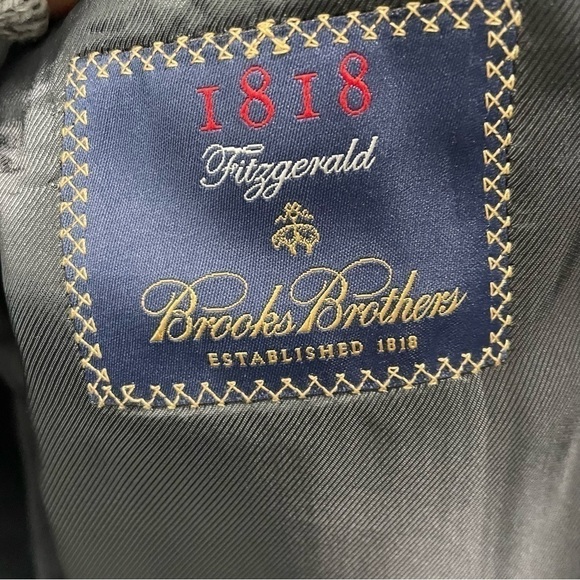 1818
Fitzgerald
Brooks Brothers
ESTABLISHED 1818